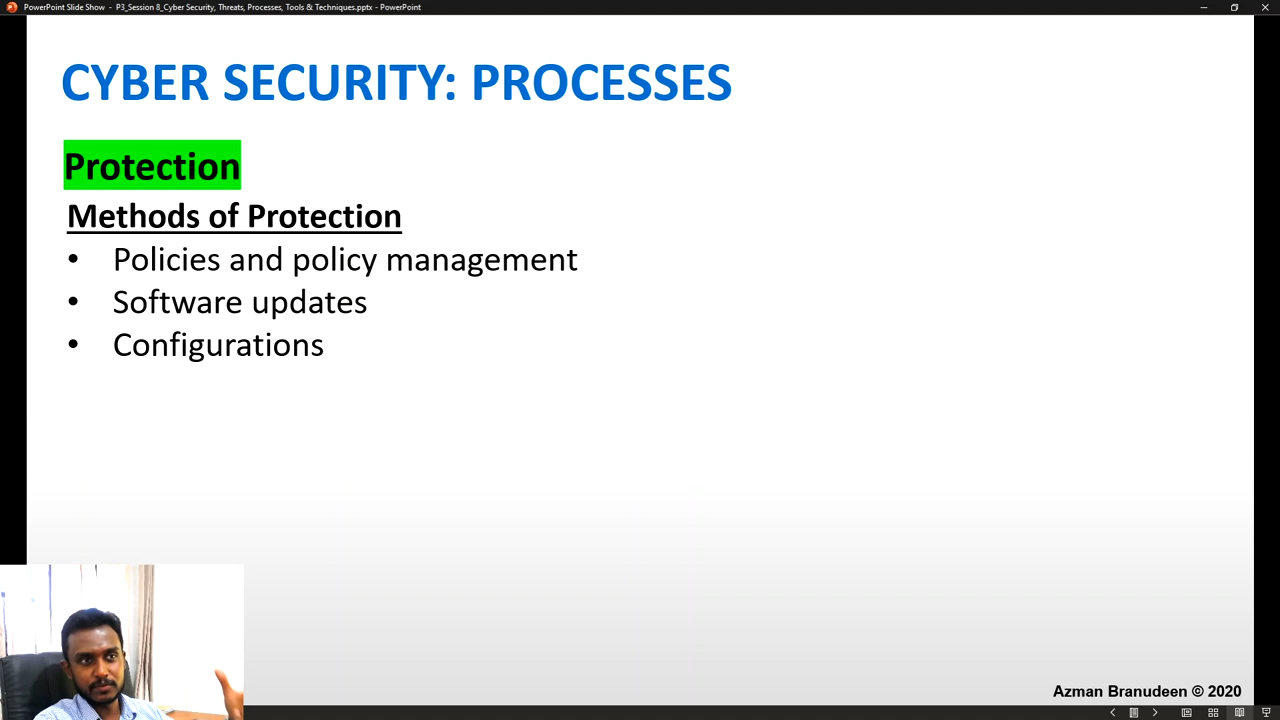 PowerPoint Slide Show - P3_Session 8_Cyber Security, Threats, Processes, Tools & Techniques.pptx - PowerPoint
CYBER SECURITY: PROCESSES
Protection
Methods of Protection
• Policies and policy management
• Software updates
• Configurations
Azman Branudeen © 2020